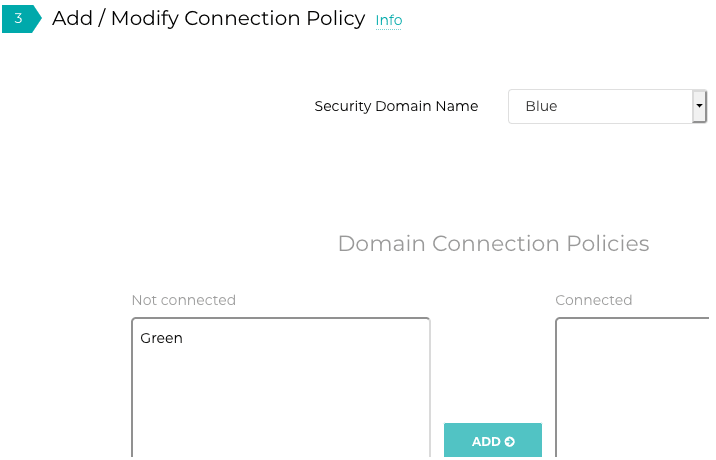 3 Add / Modify Connection Policy Info
Security Domain Name Blue
Domain Connection Policies
Not connected Connected
Green
ADD